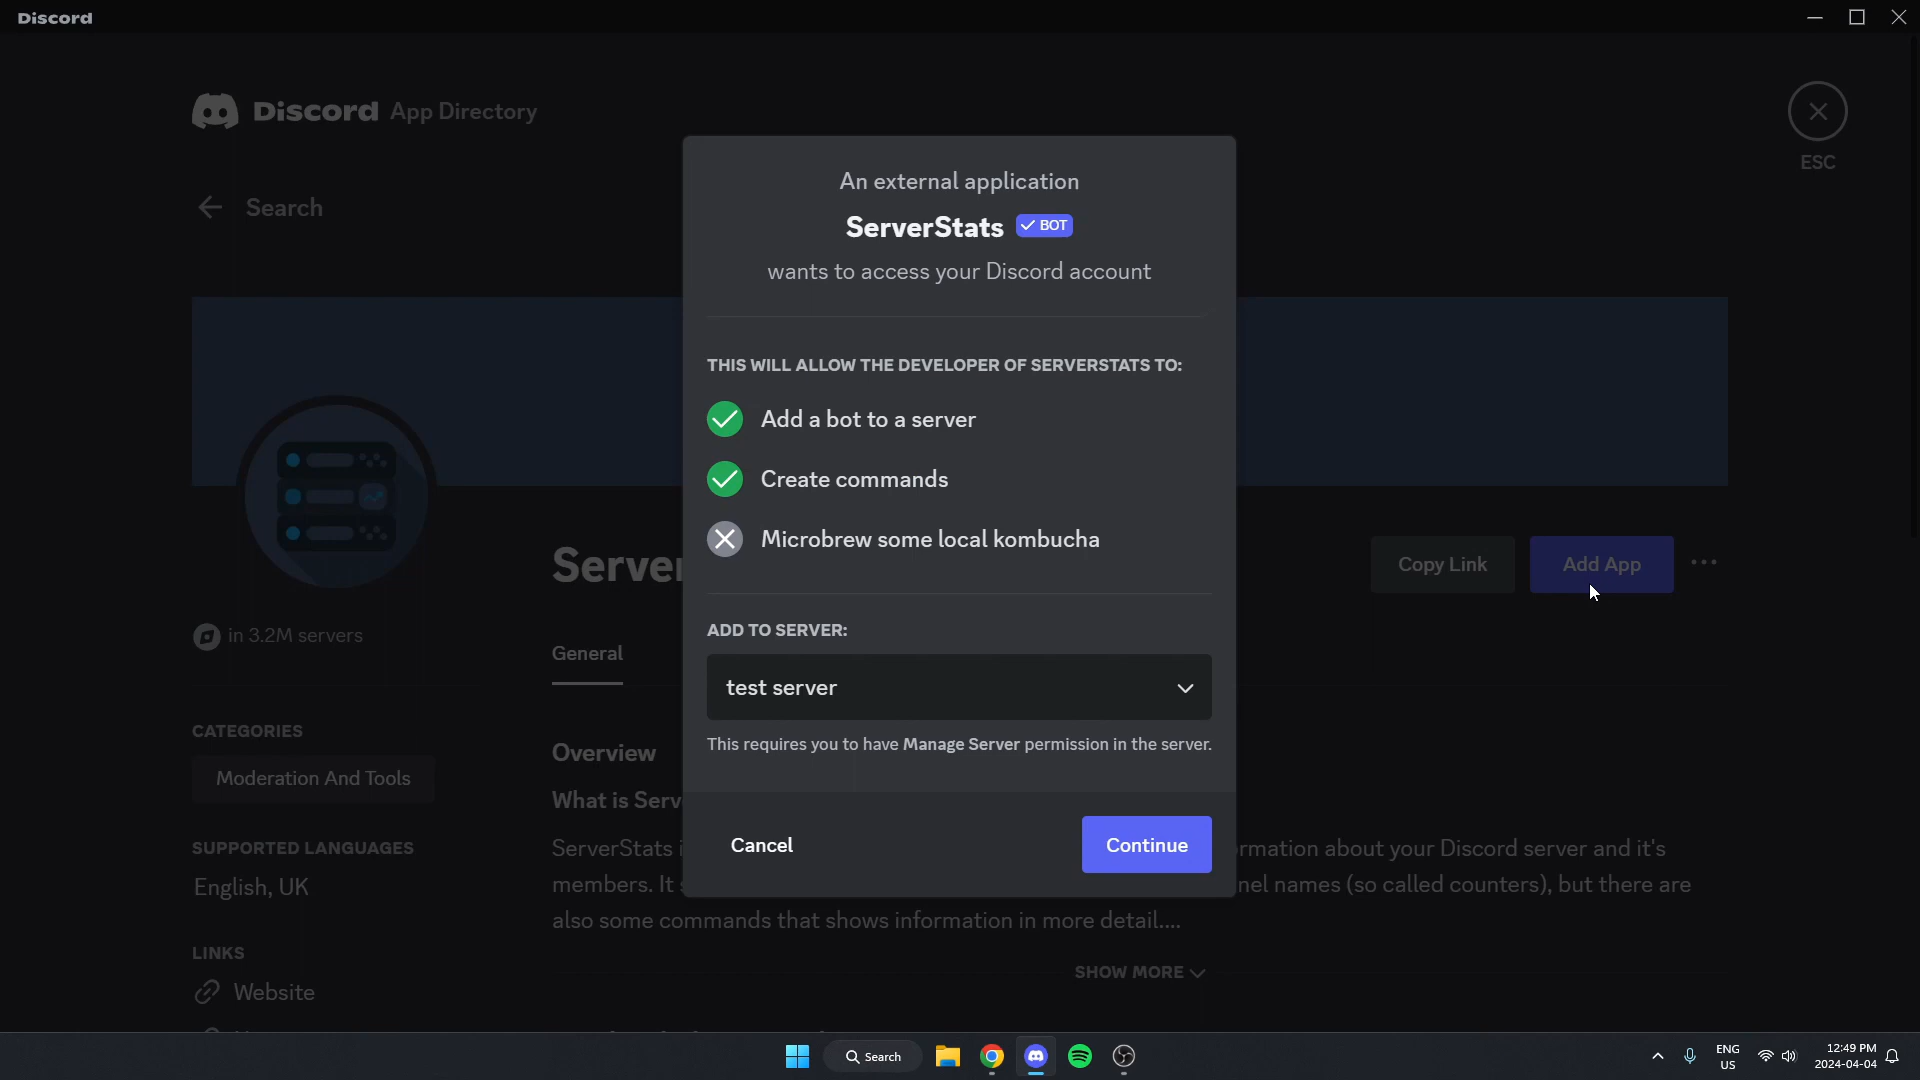 Discord
Discord App Directory
ESC
Search
An external application
ServerStats BOT
wants to access your Discord account
THIS WILL ALLOW THE DEVELOPER OF SERVERSTATS TO:
Add a bot to a server
Create commands
Microbrew some local kombucha
Server
Copy Link
Add App
in 3.2M servers
General
ADD TO SERVER:
test server
This requires you to have Manage Server permission in the server.
CATEGORIES
Moderation And Tools
Overview
What is Serv
Cancel
Continue
SUPPORTED LANGUAGES
English, UK
ServerStats i rmation about your Discord server and it's
members. It s nel names (so called counters), but there are
also some commands that shows information in more detail....
LINKS
Website
SHOW MORE
Search
ENG
US
12:49 PM
2024-04-04